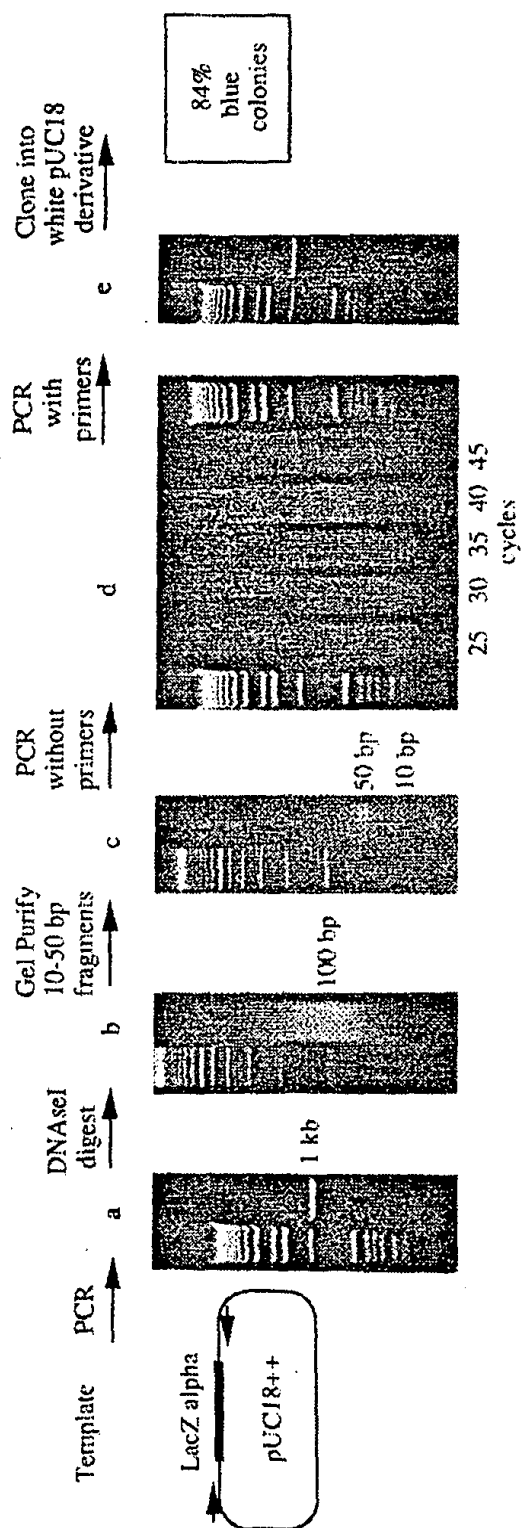 Template
PCR
DNAseI
digest
Gel Purify
10-50 bp
fragments
PCR
without
primers
PCR
with
primers
Clone into
white pUC18
derivative
a
b
c
d
e
LacZ alpha
pUC18++
1 kb
100 bp
50 bp
10 bp
25 30 35 40 45
cycles
84%
blue
colonies